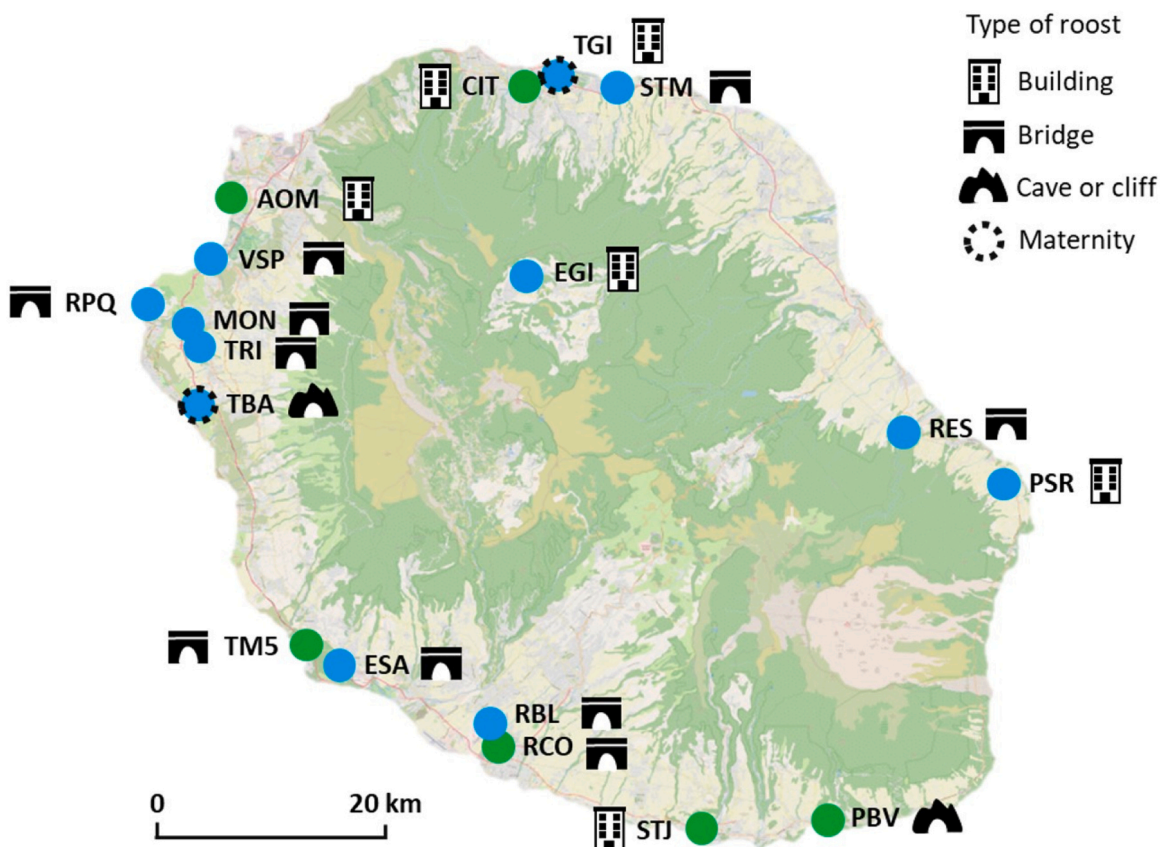 Type of roost
Building
Bridge
Cave or cliff
Maternity
TGI
CIT
STM
AOM
VSP
EGI
RPQ
MON
TRI
TBA
RES
PSR
TM5
ESA
RBL
RCO
0 20 km
STJ
PBV